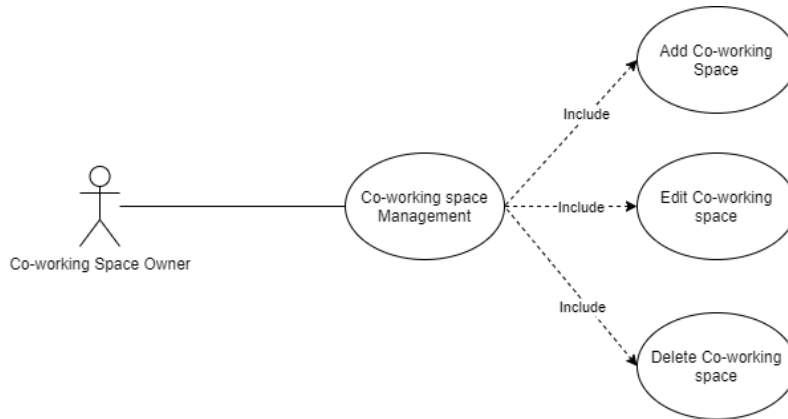 Add Co-working
Space
Include
Co-working space
Management
Include
Edit Co-working
space
Co-working Space Owner
Include
Delete Co-working
space